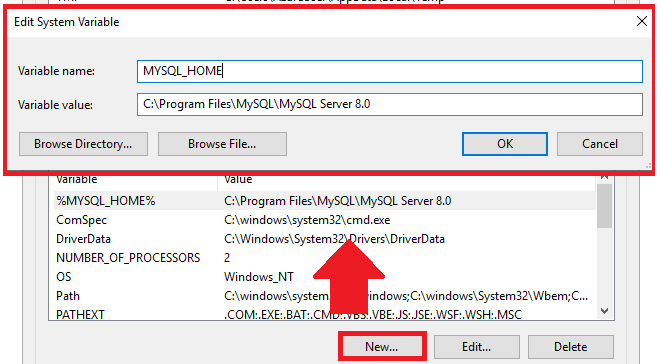 Edit System Variable
Variable name: MYSQL_HOME
Variable value: C:\Program Files\MySQL\MySQL Server 8.0
Browse Directory... Browse File... OK Cancel
Variable Value
%MYSQL_HOME% C:\Program Files\MySQL\MySQL Server 8.0
ComSpec C:\windows\system32\cmd.exe
DriverData C:\Windows\System32\Drivers\DriverData
NUMBER_OF_PROCESSORS 2
OS Windows_NT
Path C:\windows\system windows;C:\windows\System32\Wbem;C...
PATHEXT .COM;.EXE;.BAT;.CMD;.VBS;.VBE;.JS;.JSE;.WSF;.WSH;.MSC
New... Edit... Delete